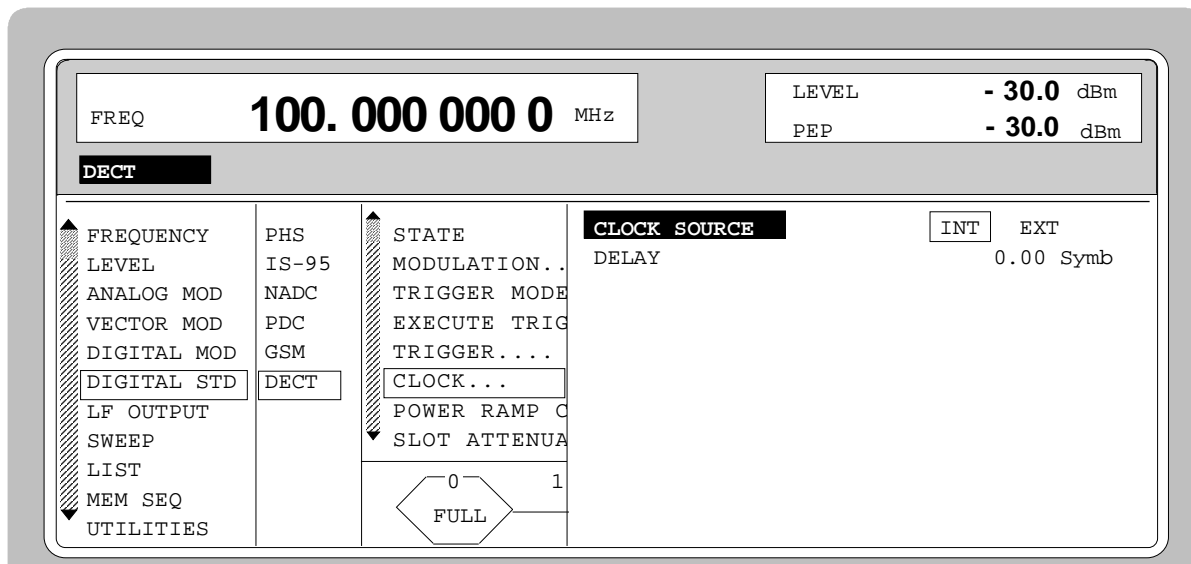 FREQ 100. 000 000 0 MHz
LEVEL - 30.0 dBm
PEP - 30.0 dBm
DECT
FREQUENCY
LEVEL
ANALOG MOD
VECTOR MOD
DIGITAL MOD
DIGITAL STD
LF OUTPUT
SWEEP
LIST
MEM SEQ
UTILITIES
PHS
IS-95
NADC
PDC
GSM
DECT
STATE
MODULATION..
TRIGGER MODE
EXECUTE TRIG
TRIGGER....
CLOCK...
POWER RAMP C
SLOT ATTENUA
0 1
FULL
CLOCK SOURCE INT EXT
DELAY 0.00 Symb